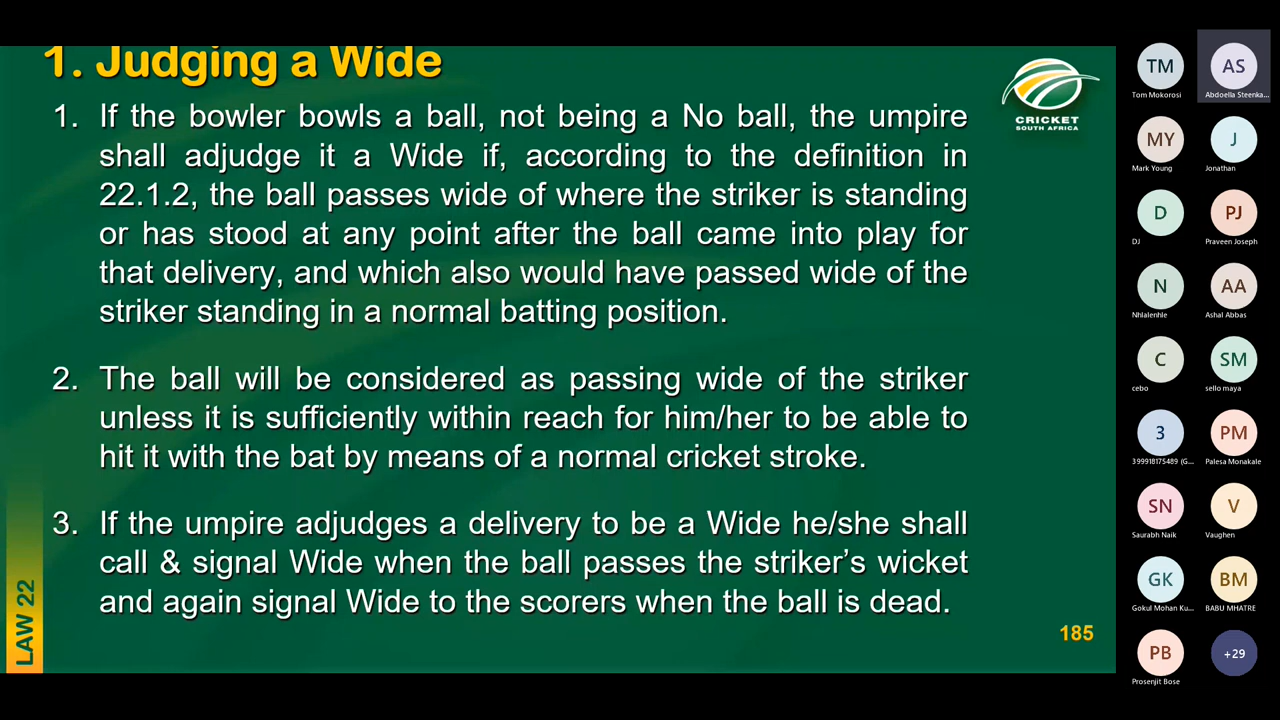 1. Judging a Wide
1. If the bowler bowls a ball, not being a No ball, the umpire
shall adjudge it a Wide if, according to the definition in
22.1.2, the ball passes wide of where the striker is standing
or has stood at any point after the ball came into play for
that delivery, and which also would have passed wide of the
striker standing in a normal batting position.
2. The ball will be considered as passing wide of the striker
unless it is sufficiently within reach for him/her to be able to
hit it with the bat by means of a normal cricket stroke.
3. If the umpire adjudges a delivery to be a Wide he/she shall
call & signal Wide when the ball passes the striker’s wicket
and again signal Wide to the scorers when the ball is dead.
LAW 22
185
CRICKET
SOUTH AFRICA
TM
Tom Mokorosi
AS
Abdoella Steenka...
MY
Mark Young
J
Jonathan
D
DJ
PJ
Praveen Joseph
N
Nhlalenhle
AA
Ashal Abbas
C
cebo
SM
sello maya
3
399918175489 (G...
PM
Palesa Monakale
SN
Saurabh Naik
V
Vaughen
GK
Gokul Mohan Ku...
BM
BABU MHATRE
PB
Prosenjit Bose
+29